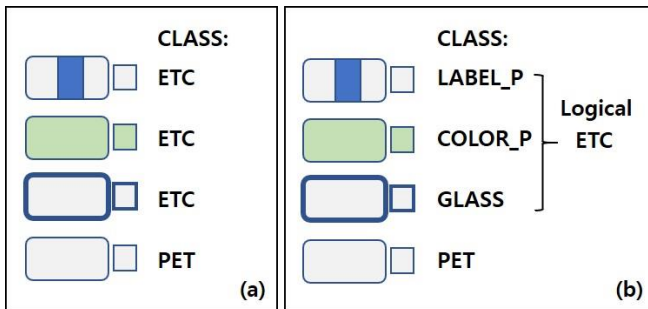 CLASS:
ETC
ETC
ETC
PET
(a)
CLASS:
LABEL_P
COLOR_P
GLASS
PET
Logical
ETC
(b)